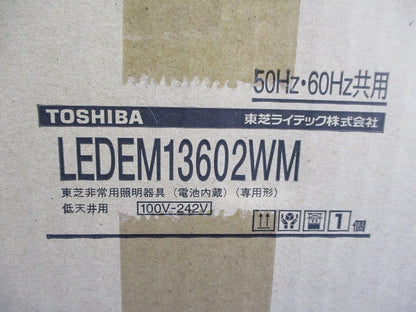 50Hz・60Hz共用
TOSHIBA 東芝ライテック株式会社
LEDEM13602WM
東芝非常用照明器具（電池内蔵）（専用形）
低天井用 100V-242V 1個